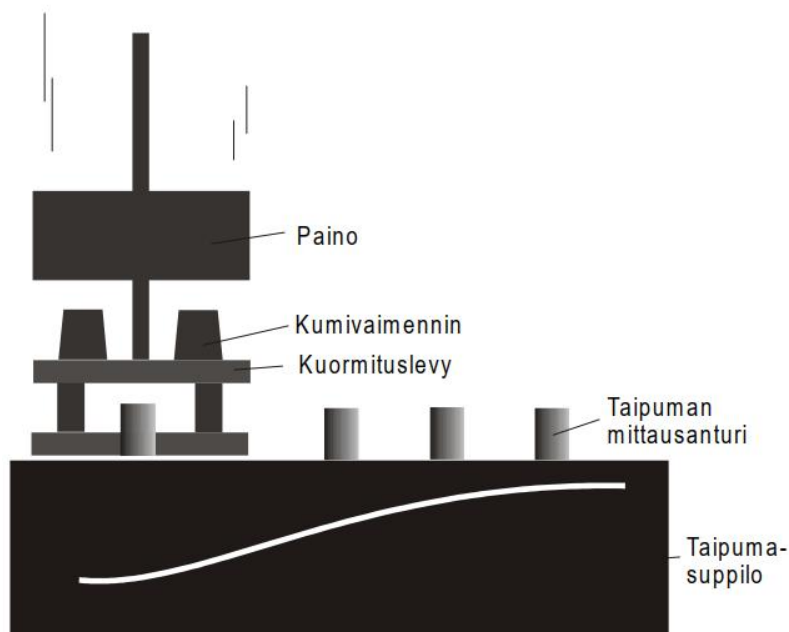 Paino
Kumivaimennin
Kuormituslevy
Taipuman
mittausanturi
Taipuma-
suppilo